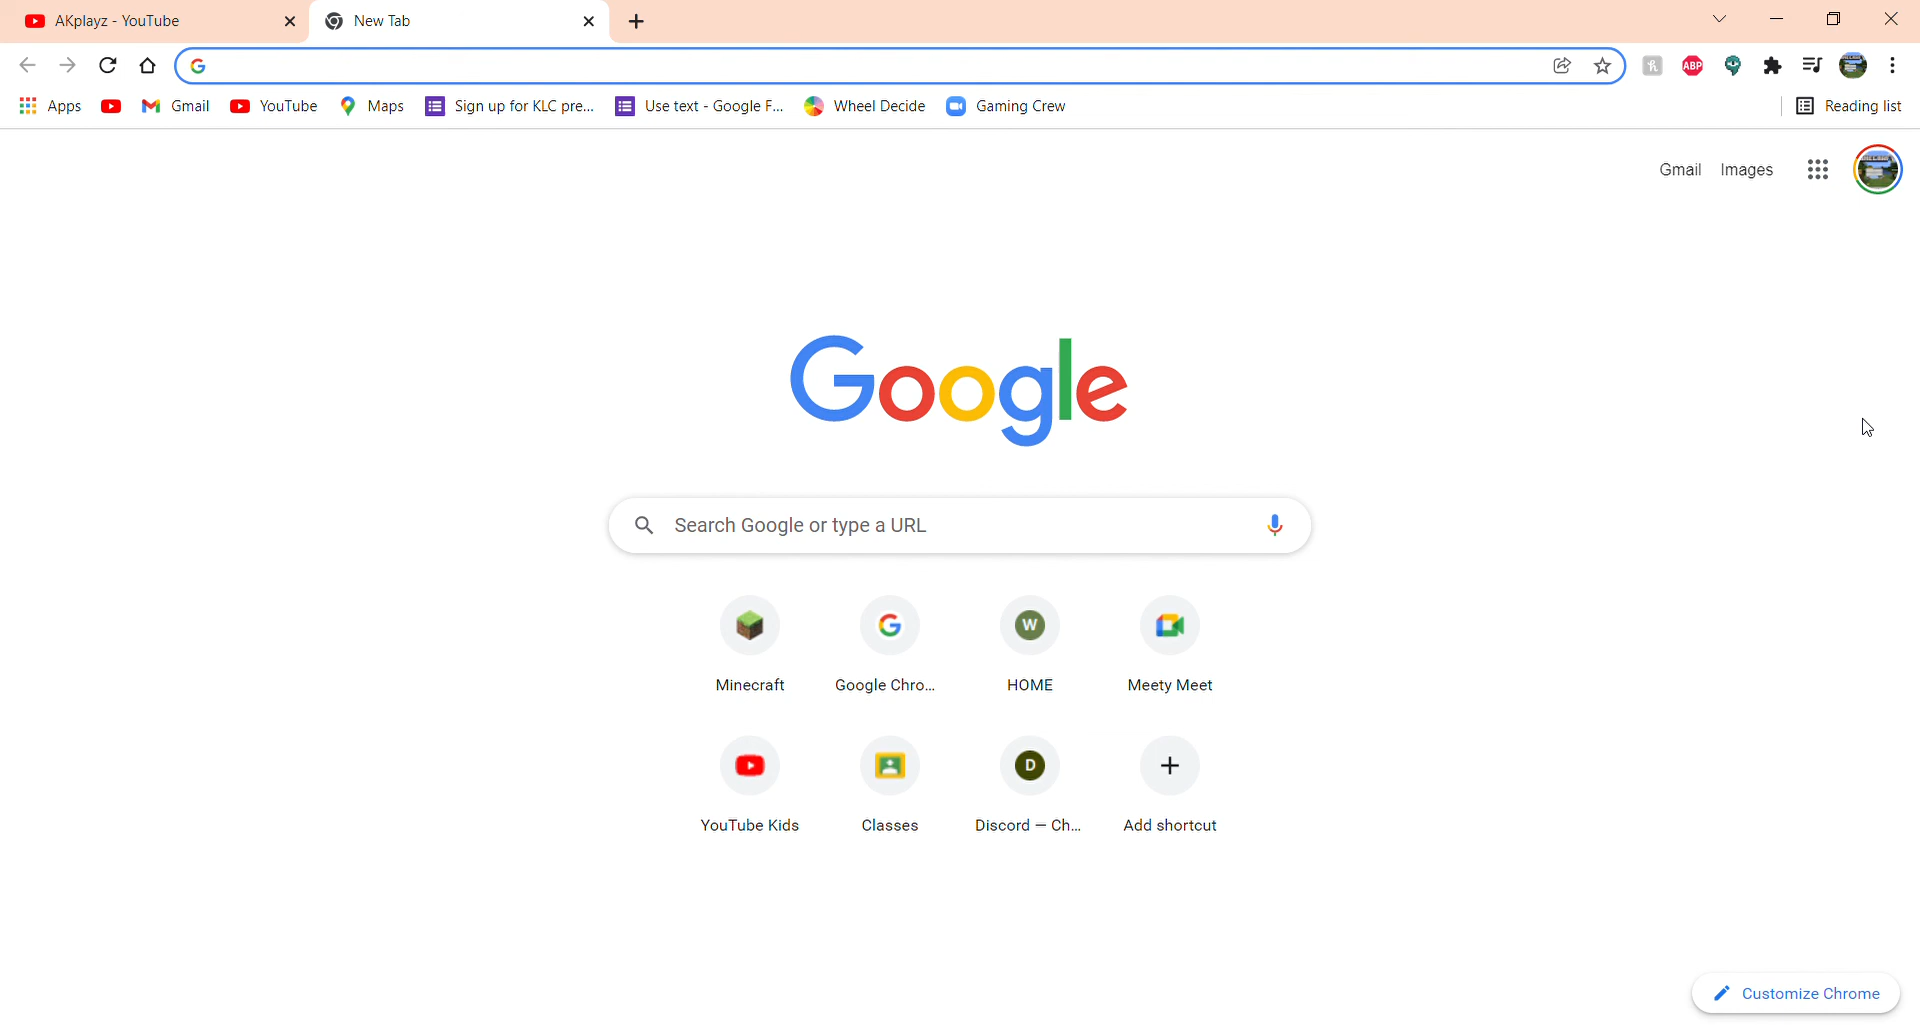 AKplayz - YouTube
New Tab
ABP
Apps
Gmail
YouTube
Maps
Sign up for KLC pre...
Use text - Google F...
Wheel Decide
Gaming Crew
Reading list
Gmail
Images
Google
Search Google or type a URL
W
Minecraft
Google Chro...
HOME
Meety Meet
D
YouTube Kids
Classes
Discord — Ch...
Add shortcut
Customize Chrome